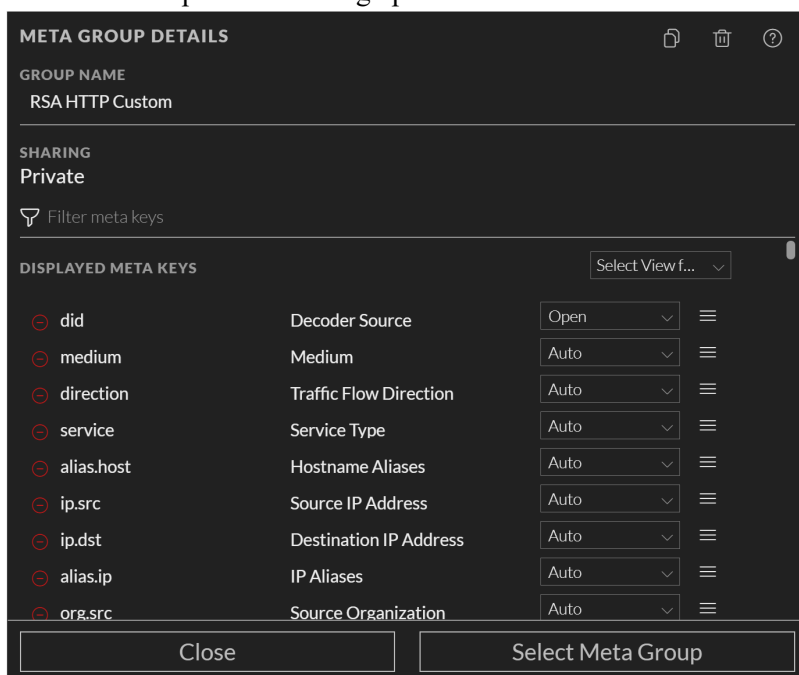 META GROUP DETAILS
GROUP NAME
RSA HTTP Custom
SHARING
Private
Filter meta keys
DISPLAYED META KEYS Select View f...
did Decoder Source Open
medium Medium Auto
direction Traffic Flow Direction Auto
service Service Type Auto
alias.host Hostname Aliases Auto
ip.src Source IP Address Auto
ip.dst Destination IP Address Auto
alias.ip IP Aliases Auto
org.src Source Organization Auto
Close Select Meta Group